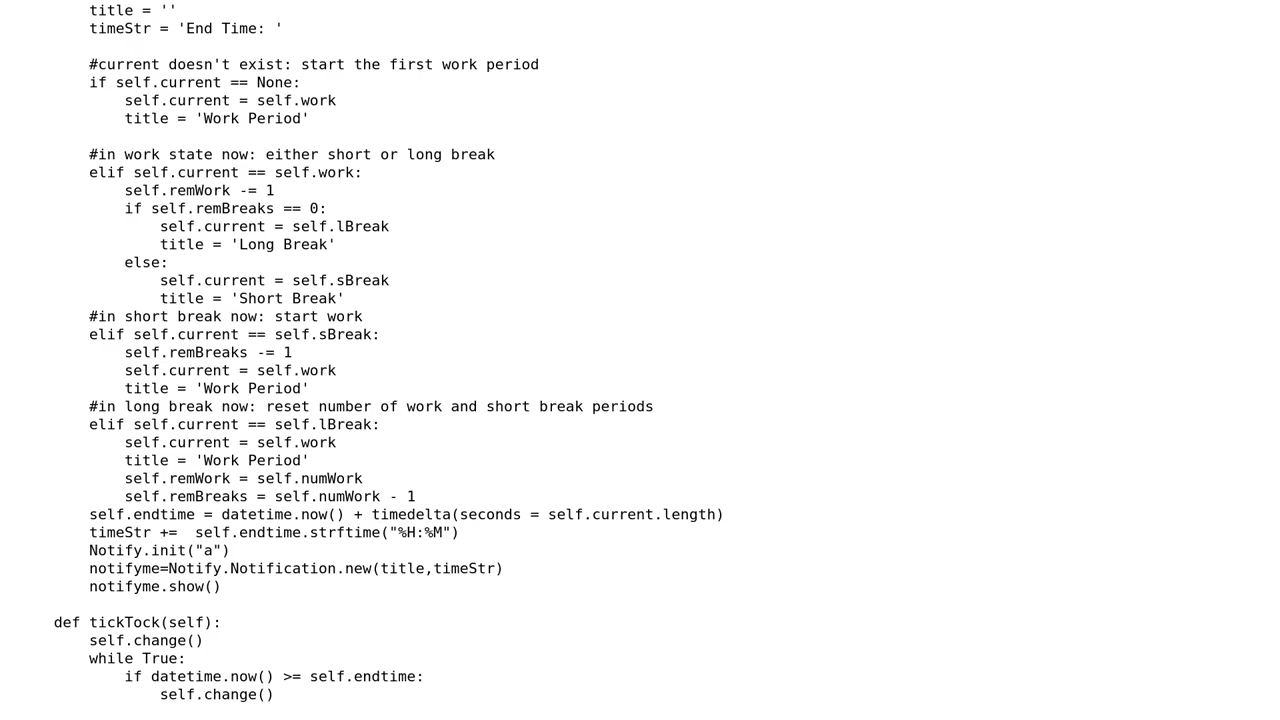 title = ''
timeStr = 'End Time: '
#current doesn't exist: start the first work period
if self.current == None:
self.current = self.work
title = 'Work Period'
#in work state now: either short or long break
elif self.current == self.work:
self.remWork -= 1
if self.remBreaks == 0:
self.current = self.lBreak
title = 'Long Break'
else:
self.current = self.sBreak
title = 'Short Break'
#in short break now: start work
elif self.current == self.sBreak:
self.remBreaks -= 1
self.current = self.work
title = 'Work Period'
#in long break now: reset number of work and short break periods
elif self.current == self.lBreak:
self.current = self.work
title = 'Work Period'
self.remWork = self.numWork
self.remBreaks = self.numWork - 1
self.endtime = datetime.now() + timedelta(seconds = self.current.length)
timeStr +=  self.endtime.strftime("%H:%M")
Notify.init("a")
notifyme=Notify.Notification.new(title,timeStr)
notifyme.show()
def tickTock(self):
self.change()
while True:
if datetime.now() >= self.endtime:
self.change()